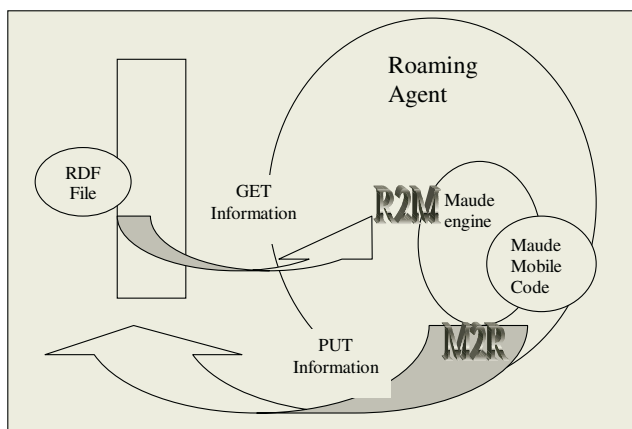 Roaming
Agent
RDF
File
GET
Information
R2M
Maude
engine
Maude
Mobile
Code
PUT
Information
M2R